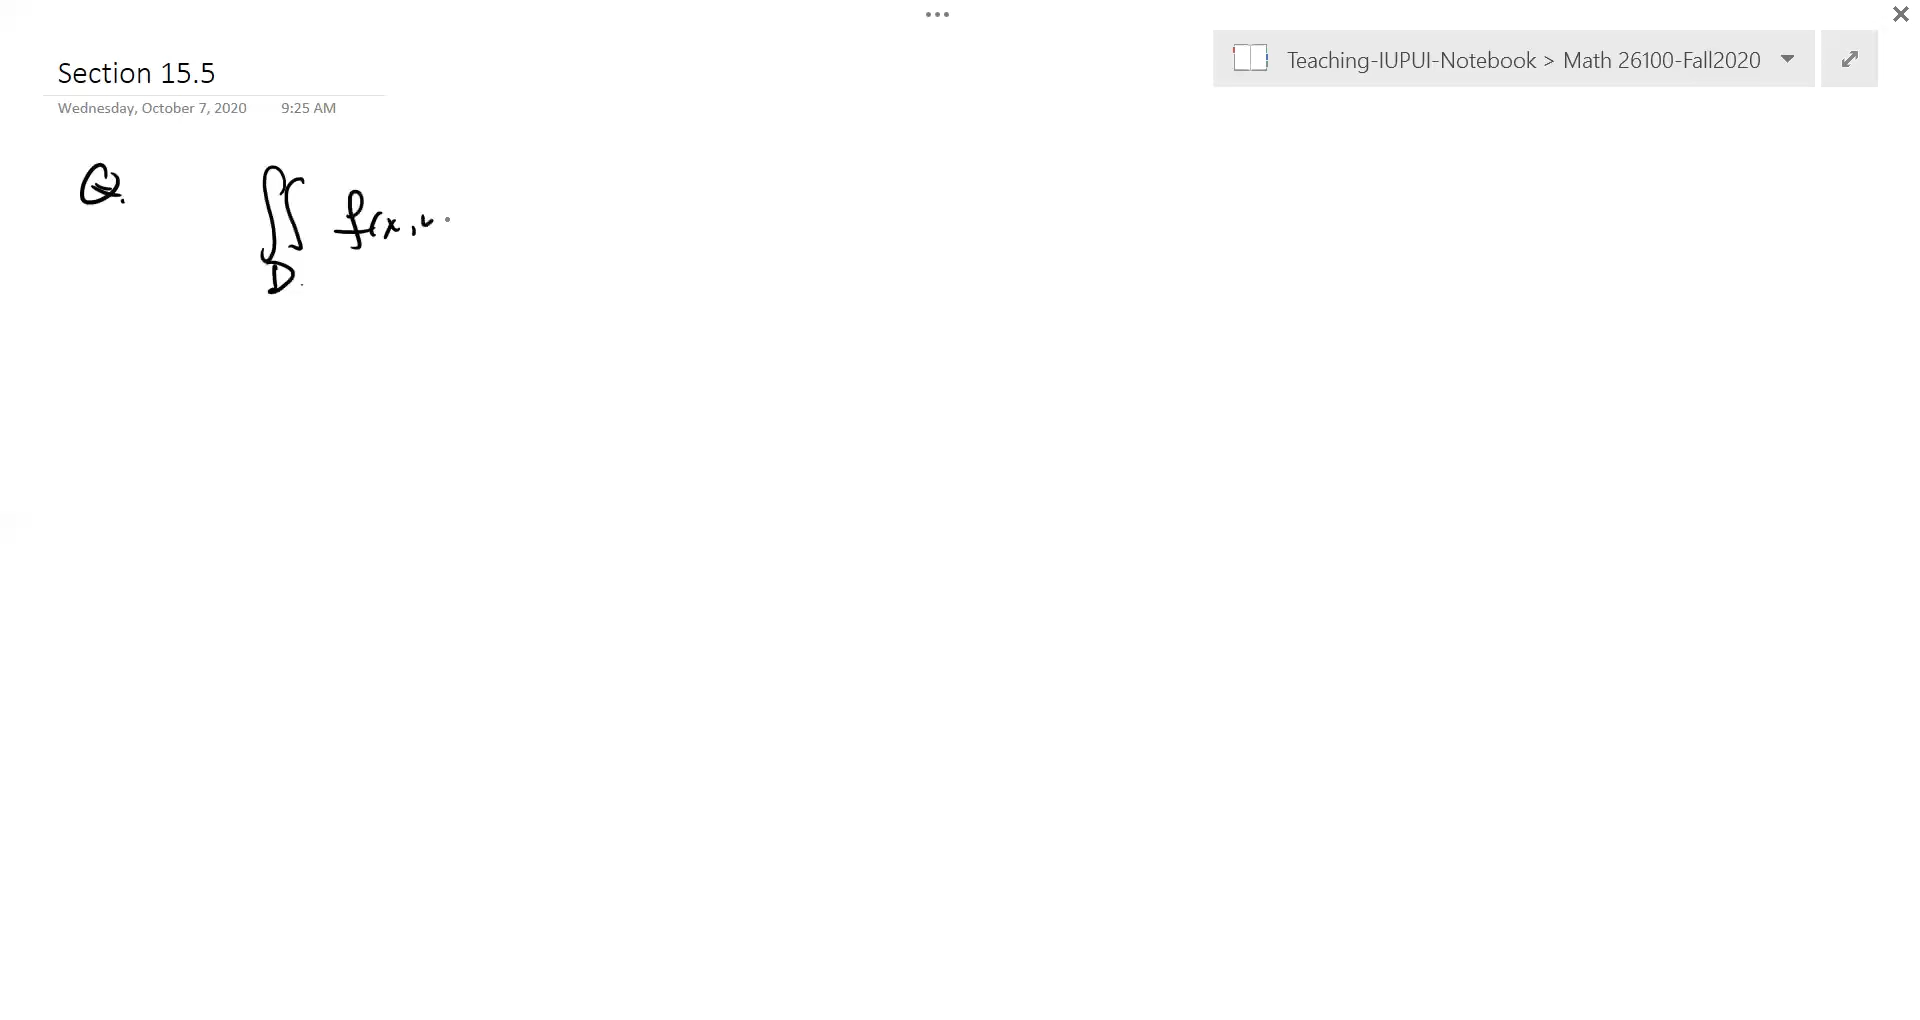 Section 15.5
Teaching-IUPUI-Notebook > Math 26100-Fall2020
Wednesday, October 7, 2020 9:25 AM
Q.
∬ f(x,
D